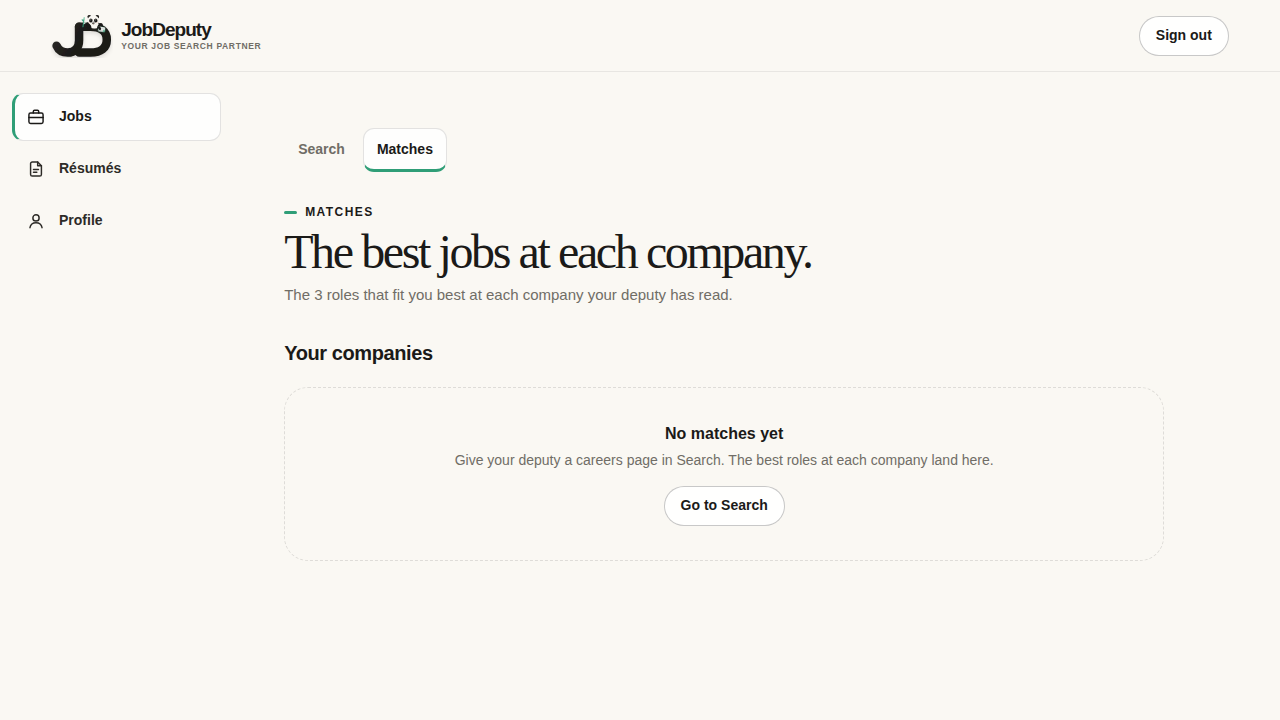 JobDeputy
YOUR JOB SEARCH PARTNER
Sign out
Jobs
Résumés
Profile
Search
Matches
MATCHES
The best jobs at each company.
The 3 roles that fit you best at each company your deputy has read.
Your companies
No matches yet
Give your deputy a careers page in Search. The best roles at each company land here.
Go to Search